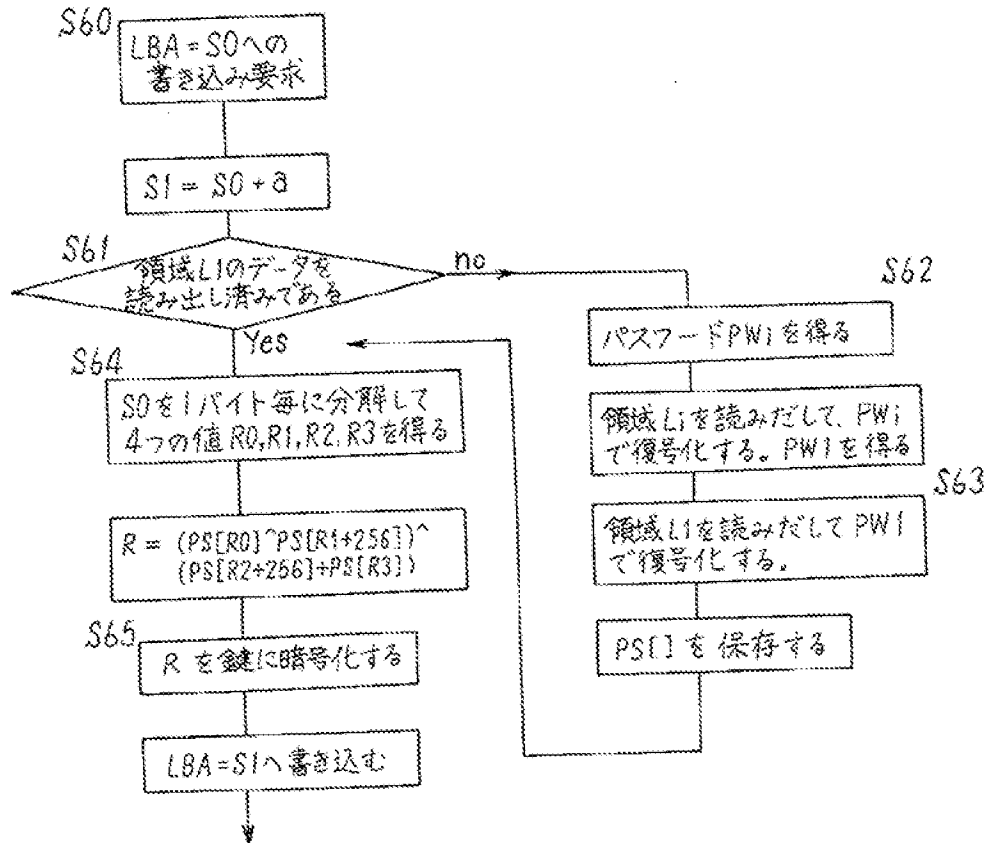 S60
LBA=S0への
書き込み要求
S1=S0+a
S61
領域L1のデータを
読み出し済みである
no
Yes
S62
パスワードPWiを得る
領域Liを読みだして、PWi
で復号化する。PW1を得る
S63
領域L1を読みだしてPW1
で復号化する。
PS[]を保存する
S64
S0を1バイト毎に分解して
4つの値R0,R1,R2,R3を得る
R=(PS[R0]^PS[R1+256])^
(PS[R2+256]+PS[R3])
S65
Rを鍵に暗号化する
LBA=S1へ書き込む